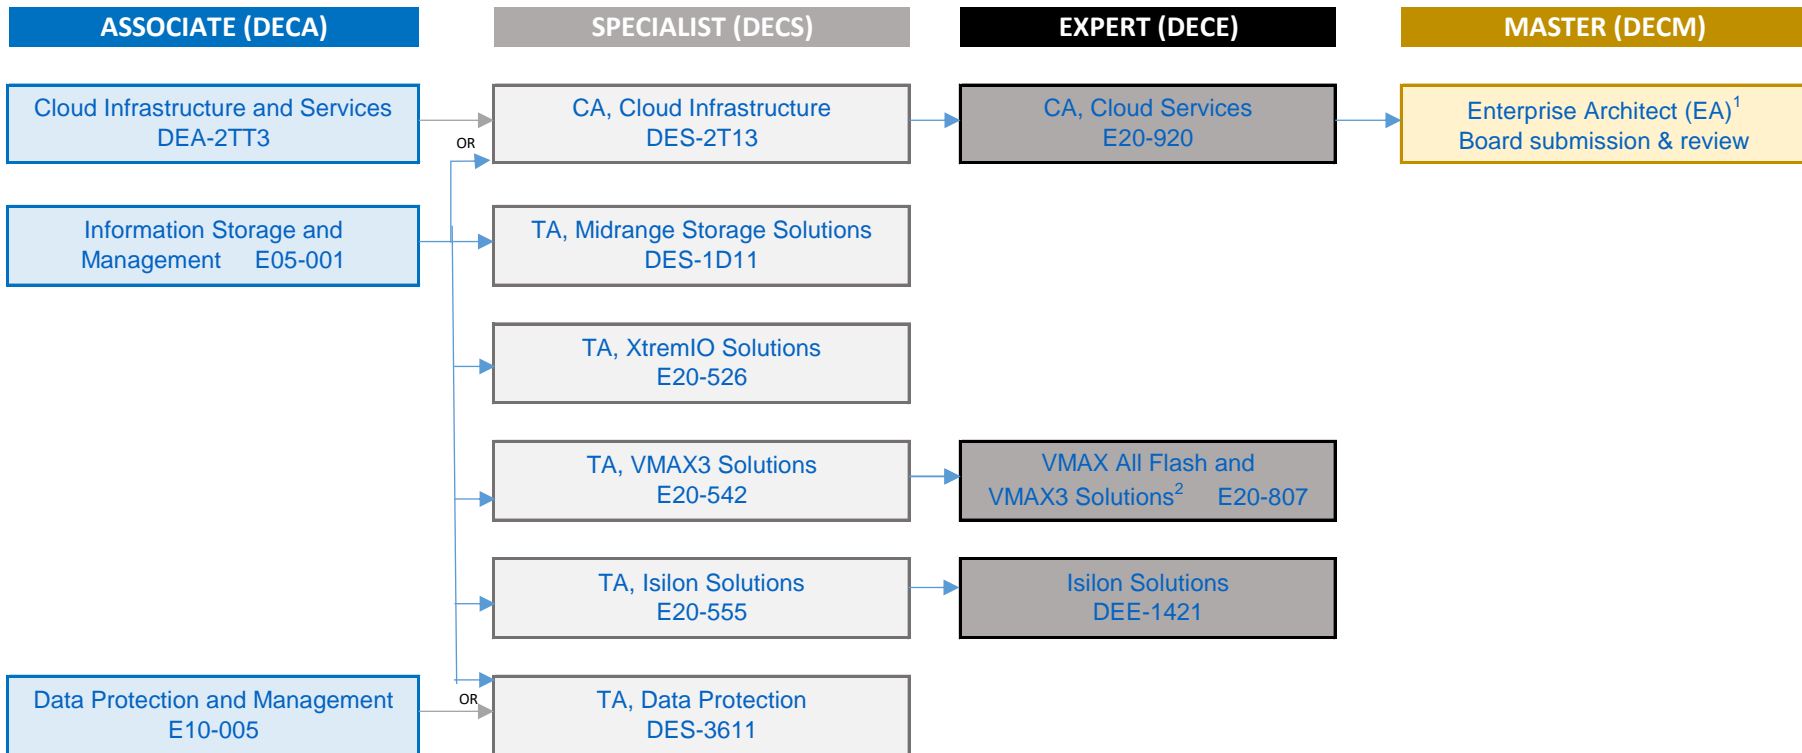 ASSOCIATE (DECA)
SPECIALIST (DECS)
EXPERT (DECE)
MASTER (DECM)
Cloud Infrastructure and Services
DEA-2TT3
OR
CA, Cloud Infrastructure
DES-2T13
CA, Cloud Services
E20-920
Enterprise Architect (EA)1
Board submission & review
Information Storage and
Management E05-001
TA, Midrange Storage Solutions
DES-1D11
TA, XtremIO Solutions
E20-526
TA, VMAX3 Solutions
E20-542
VMAX All Flash and
VMAX3 Solutions2 E20-807
TA, Isilon Solutions
E20-555
Isilon Solutions
DEE-1421
Data Protection and Management
E10-005
OR
TA, Data Protection
DES-3611